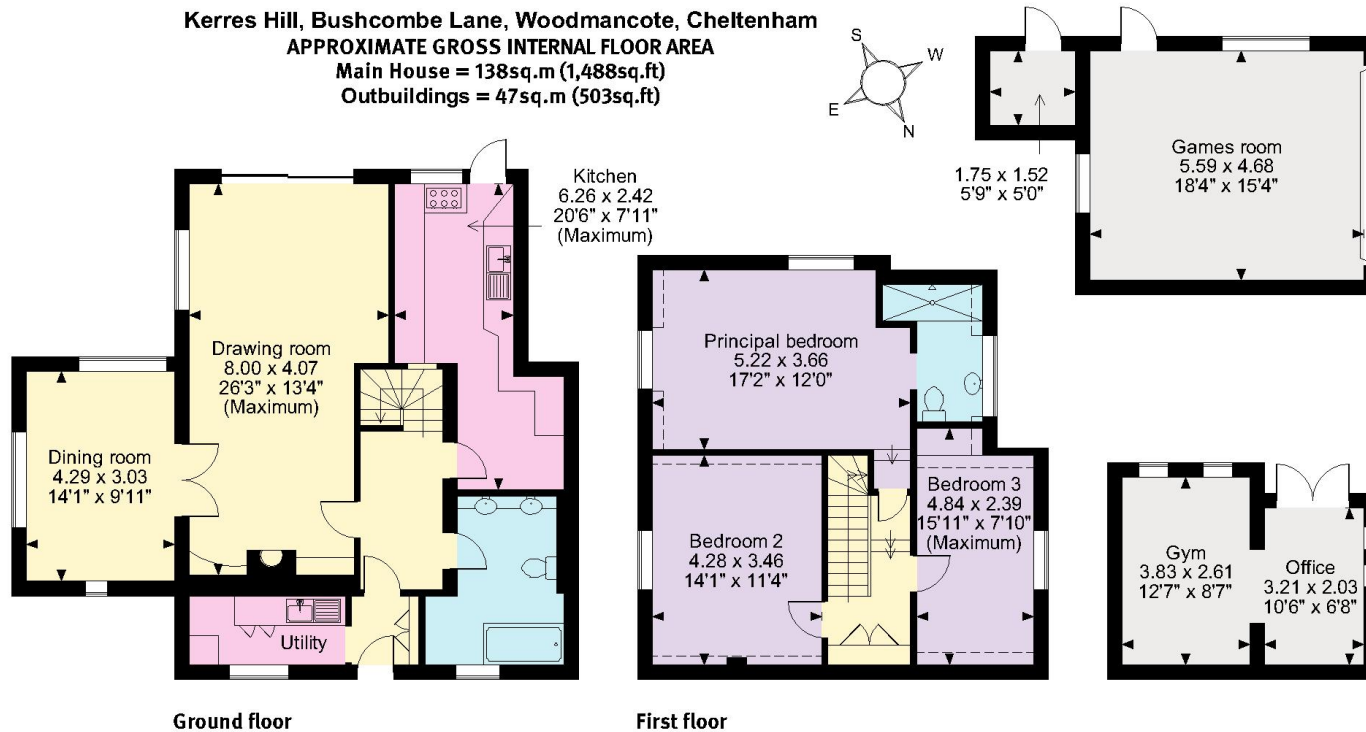 Kerres Hill, Bushcombe Lane, Woodmancote, Cheltenham
APPROXIMATE GROSS INTERNAL FLOOR AREA
Main House = 138sq.m (1,488sq.ft)
Outbuildings = 47sq.m (503sq.ft)
S
W
E
N
Kitchen
6.26 x 2.42
20'6" x 7'11"
(Maximum)
Drawing room
8.00 x 4.07
26'3" x 13'4"
(Maximum)
Dining room
4.29 x 3.03
14'1" x 9'11"
Utility
Ground floor
Principal bedroom
5.22 x 3.66
17'2" x 12'0"
Bedroom 2
4.28 x 3.46
14'1" x 11'4"
Bedroom 3
4.84 x 2.39
15'11" x 7'10"
(Maximum)
First floor
1.75 x 1.52
5'9" x 5'0"
Games room
5.59 x 4.68
18'4" x 15'4"
Gym
3.83 x 2.61
12'7" x 8'7"
Office
3.21 x 2.03
10'6" x 6'8"